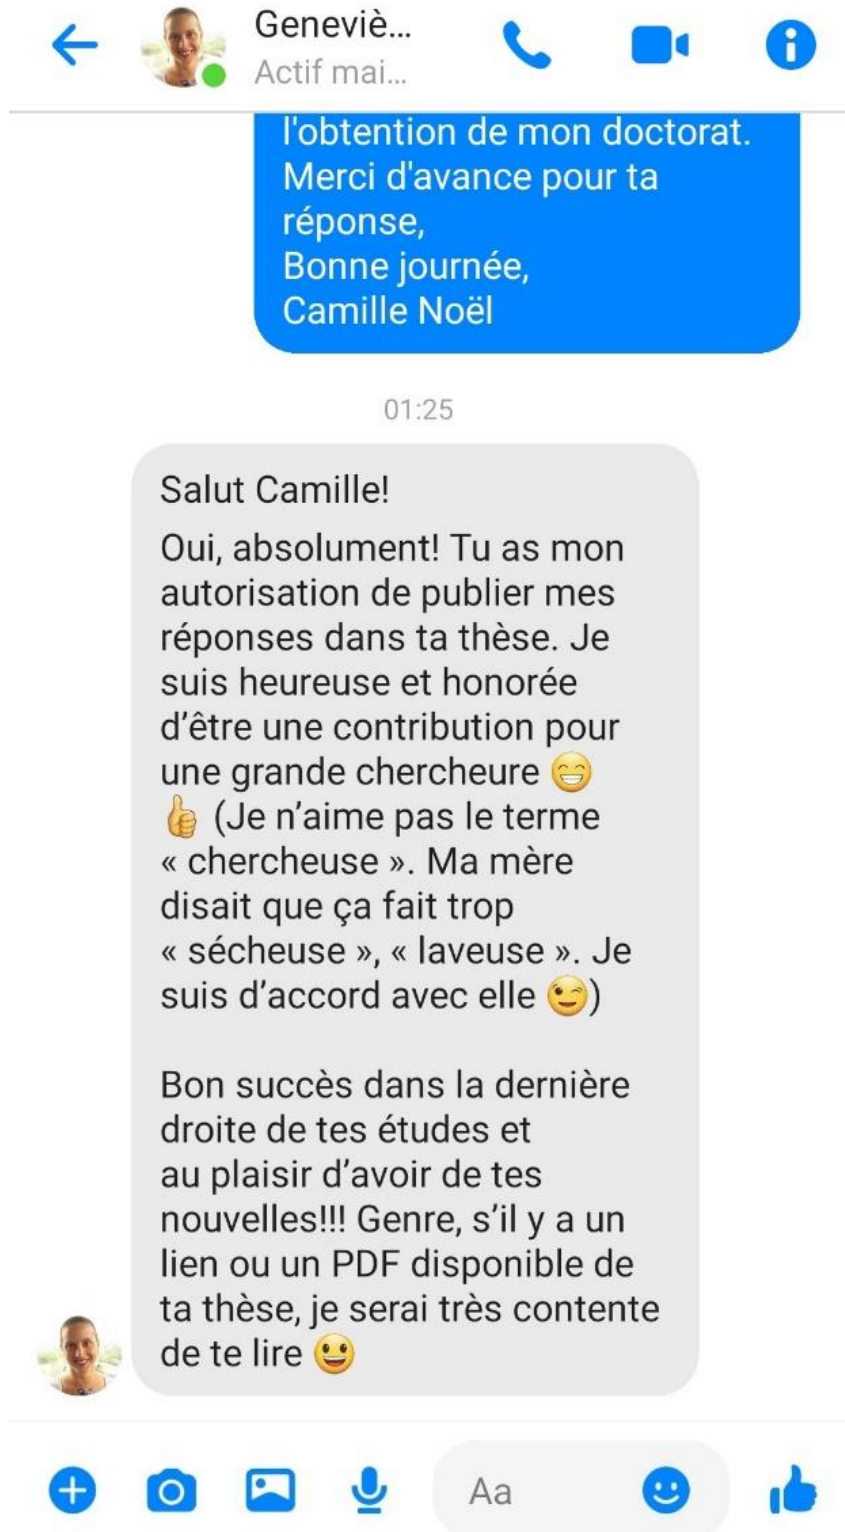 Geneviè...
Actif mai...
l'obtention de mon doctorat.
Merci d'avance pour ta
réponse,
Bonne journée,
Camille Noël
01:25
Salut Camille!
Oui, absolument! Tu as mon
autorisation de publier mes
réponses dans ta thèse. Je
suis heureuse et honorée
d’être une contribution pour
une grande chercheure 😁
👍 (Je n’aime pas le terme
« chercheuse ». Ma mère
disait que ça fait trop
« sécheuse », « laveuse ». Je
suis d’accord avec elle 😉)
Bon succès dans la dernière
droite de tes études et
au plaisir d’avoir de tes
nouvelles!!! Genre, s’il y a un
lien ou un PDF disponible de
ta thèse, je serai très contente
de te lire 😃
Aa